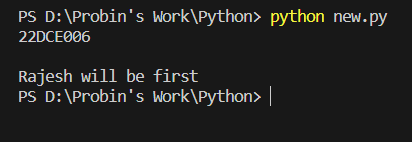 PS D:\Probin's Work\Python> python new.py
22DCE006
Rajesh will be first
PS D:\Probin's Work\Python>